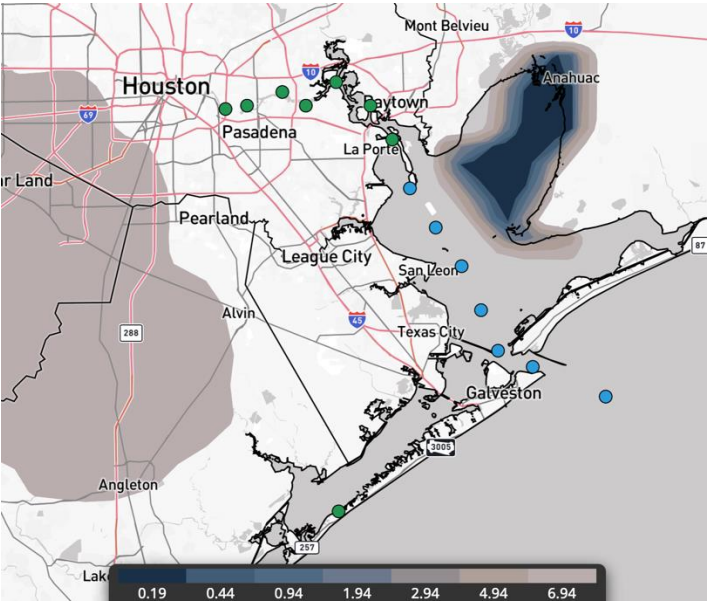 Mont Belvieu
10
10
Anahuac
Houston
69
Baytown
Pasadena
La Porte
ar Land
Pearland
League City
San Leon
87
Alvin
45
Texas City
288
Galveston
3005
Angleton
257
Lake
0.19 0.44 0.94 1.94 2.94 4.94 6.94